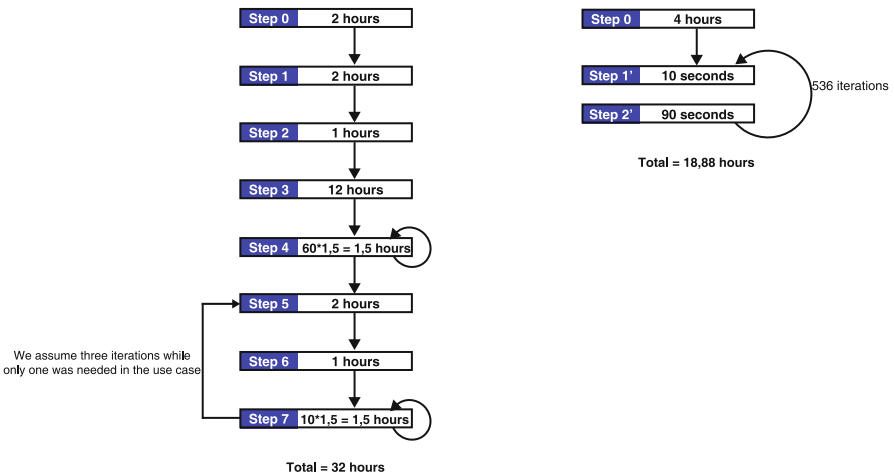 Step 0 2 hours
Step 1 2 hours
Step 2 1 hours
Step 3 12 hours
Step 4 60*1,5 = 1,5 hours
Step 5 2 hours
Step 6 1 hours
Step 7 10*1,5 = 1,5 hours
We assume three iterations while
only one was needed in the use case
Total = 32 hours
Step 0 4 hours
Step 1' 10 seconds
Step 2' 90 seconds
536 iterations
Total = 18,88 hours